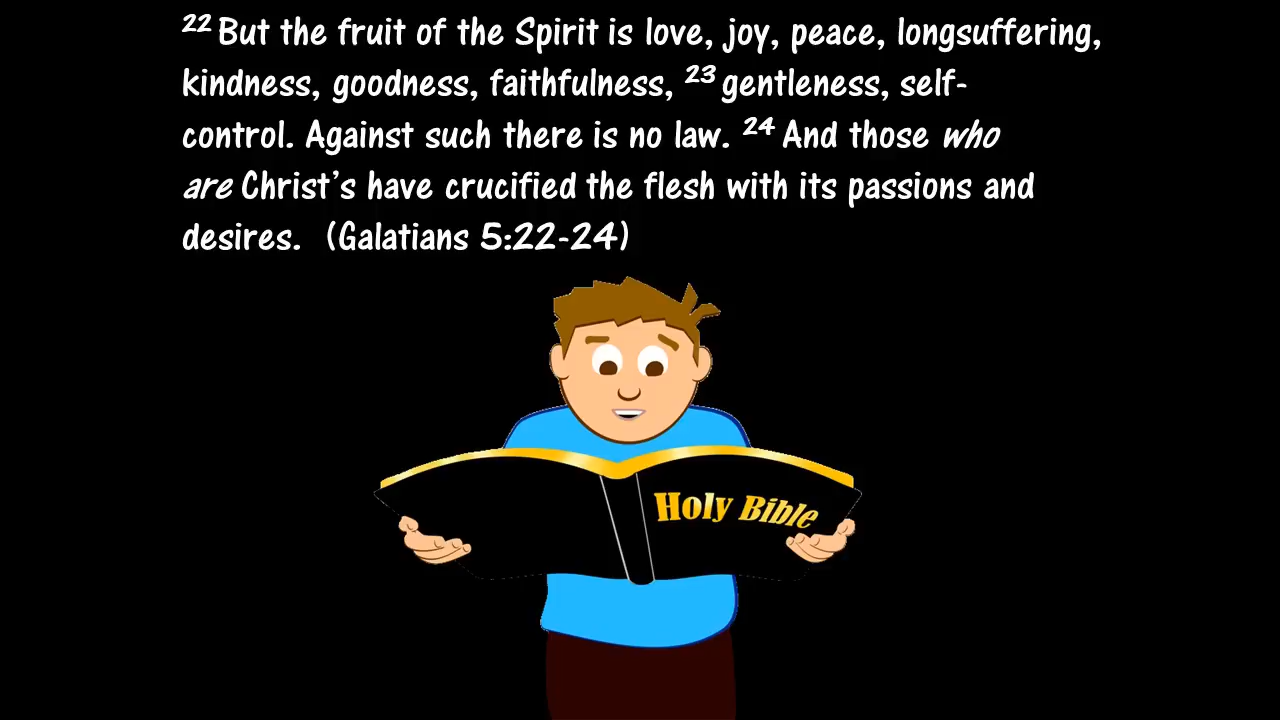 22 But the fruit of the Spirit is love, joy, peace, longsuffering,
kindness, goodness, faithfulness, 23 gentleness, self-
control. Against such there is no law. 24 And those who
are Christ’s have crucified the flesh with its passions and
desires. (Galatians 5:22-24)
Holy Bible